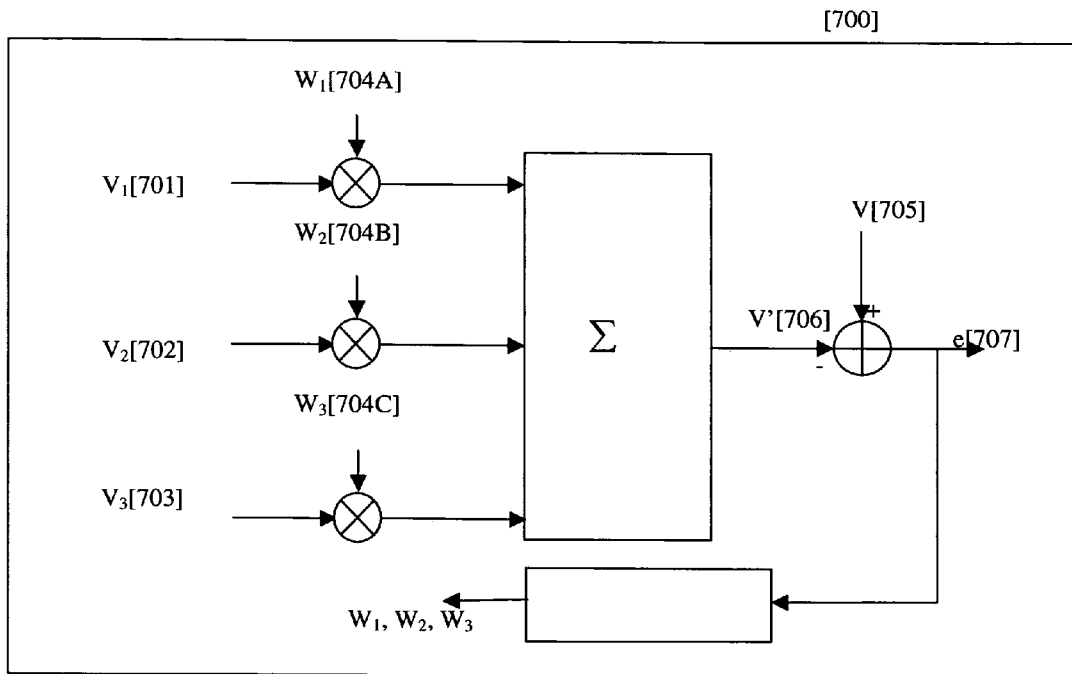 [700]
W₁[704A]
V₁[701]
W₂[704B]
V[705]
∑
V'[706]
+
V₂[702]
e[707]
-
W₃[704C]
V₃[703]
W₁, W₂, W₃